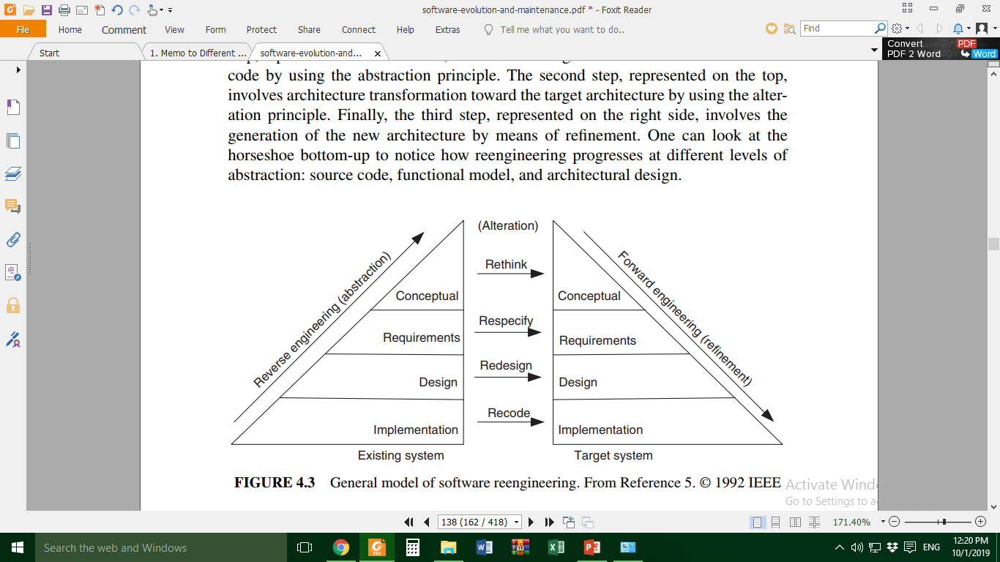 software-evolution-and-maintenance.pdf * - Foxit Reader
File Home Comment View Form Protect Share Connect Help Extras Tell me what you want to do.. Find
Start 1. Memo to Different ... software-evolution-and... ×
Convert PDF
PDF 2 Word Word
code by using the abstraction principle. The second step, represented on the top,
involves architecture transformation toward the target architecture by using the alter-
ation principle. Finally, the third step, represented on the right side, involves the
generation of the new architecture by means of refinement. One can look at the
horseshoe bottom-up to notice how reengineering progresses at different levels of
abstraction: source code, functional model, and architectural design.
(Alteration)
Reverse engineering (abstraction)
Rethink
Forward engineering (refinement)
Conceptual Conceptual
Respecify
Requirements Requirements
Redesign
Design Design
Recode
Implementation Implementation
Existing system Target system
FIGURE 4.3 General model of software reengineering. From Reference 5. © 1992 IEEE
Activate
Go to Settings to
138 (162 / 418) 171.40%
Search the web and Windows
ENG
12:20 PM
10/1/2019